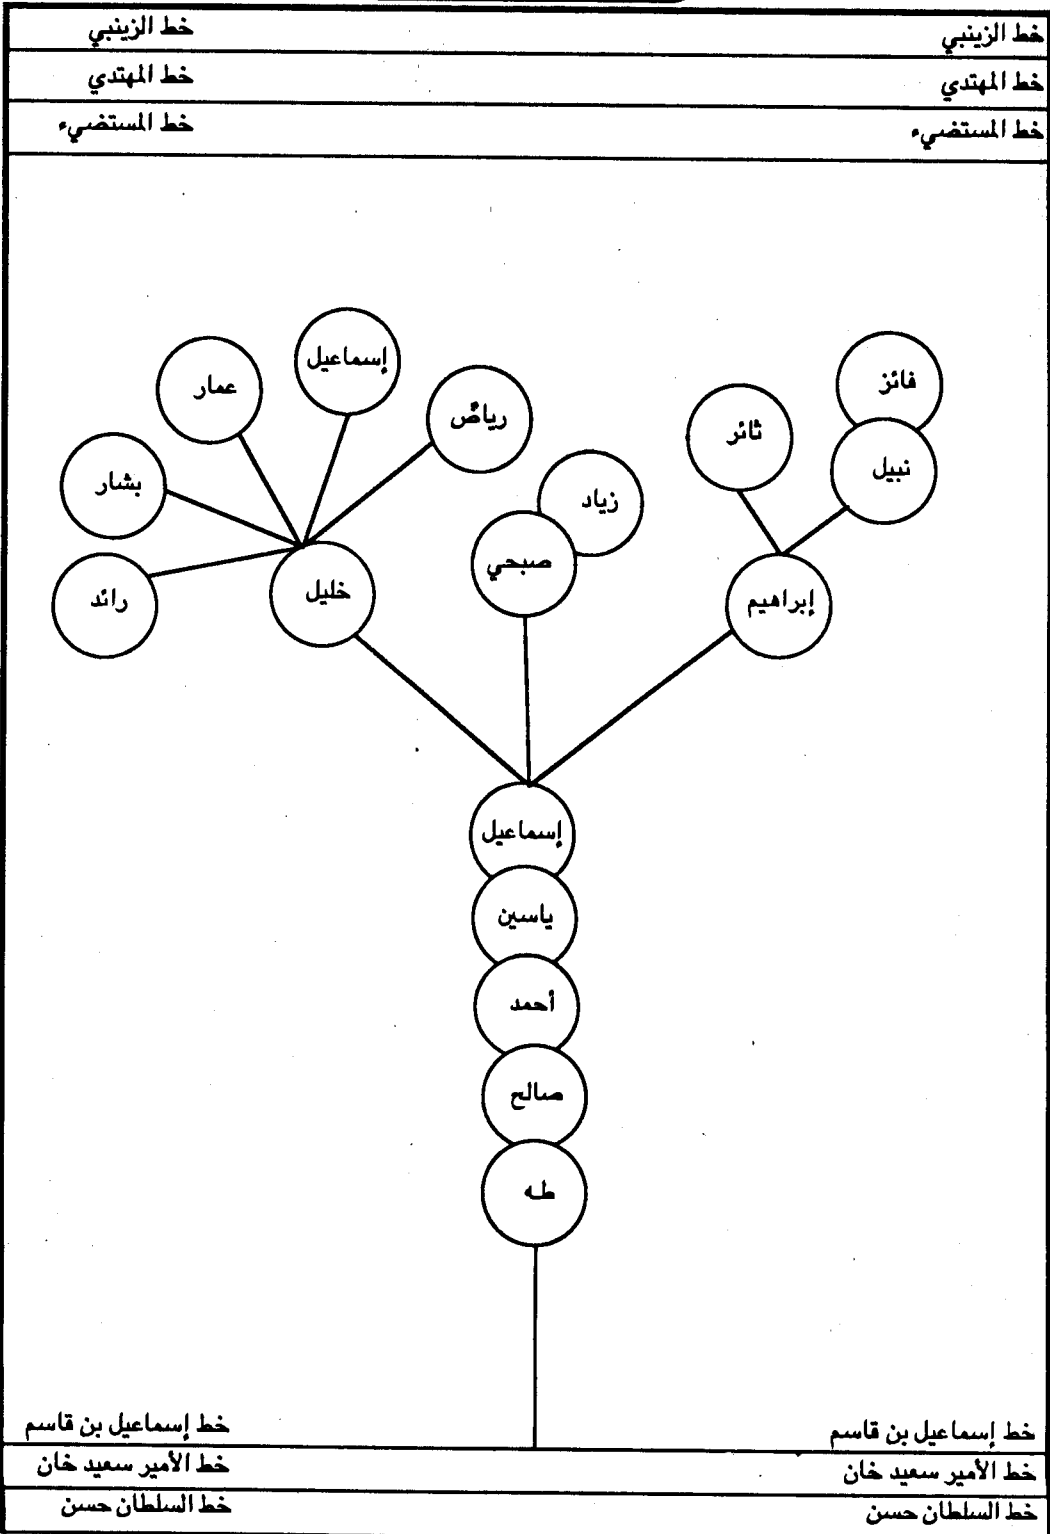 خط الزينبي خط الزينبي
خط المهتدي خط المهتدي
خط المستضيء خط المستضيء
إسماعيل
فائز
عمار
رياض
ثائر
نبيل
بشار
زياد
صبحي
إبراهيم
خليل
رائد
إسماعيل
ياسين
أحمد
صالح
طه
خط إسماعيل بن قاسم خط إسماعيل بن قاسم
خط الأمير سعيد خان خط الأمير سعيد خان
خط السلطان حسن خط السلطان حسن